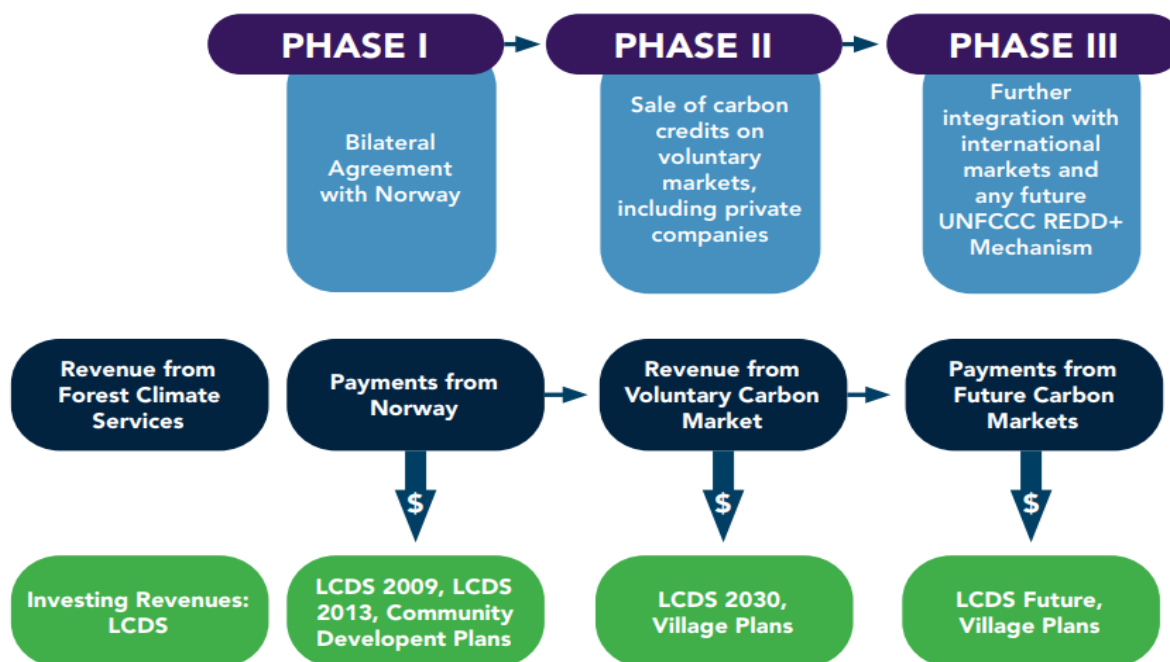 PHASE I
PHASE II
PHASE III
Bilateral
Agreement
with Norway
Sale of carbon
credits on
voluntary
markets,
including private
companies
Further
integration with
international
markets and
any future
UNFCCC REDD+
Mechanism
Revenue from
Forest Climate
Services
Payments from
Norway
Revenue from
Voluntary Carbon
Market
Payments from
Future Carbon
Markets
$
$
$
Investing Revenues:
LCDS
LCDS 2009, LCDS
2013, Community
Developent Plans
LCDS 2030,
Village Plans
LCDS Future,
Village Plans